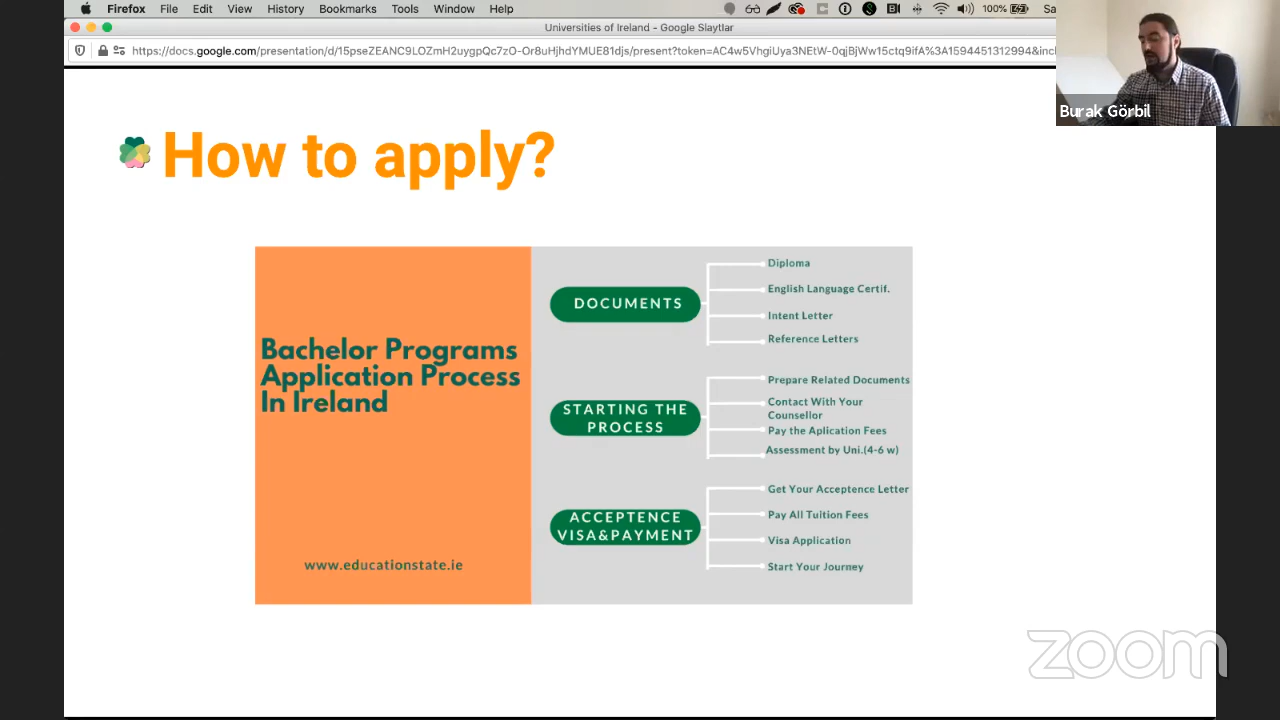 Firefox File Edit View History Bookmarks Tools Window Help 100% Sa
Universities of Ireland - Google Slaytlar
https://docs.google.com/presentation/d/15pseZEANC9LOZmH2uygpQc7zO-Or8uHjhdYMUE81djs/present?token=AC4w5VhgiUya3NEtW-0qjBjWw15ctq9ifA%3A1594451312994&incl
Burak Görbil
How to apply?
Bachelor Programs
Application Process
In Ireland
www.educationstate.ie
DOCUMENTS
Diploma
English Language Certif.
Intent Letter
Reference Letters
STARTING THE
PROCESS
Prepare Related Documents
Contact With Your
Counsellor
Pay the Aplication Fees
Assessment by Uni.(4-6 w)
ACCEPTENCE
VISA&PAYMENT
Get Your Acceptence Letter
Pay All Tuition Fees
Visa Application
Start Your Journey
zoom